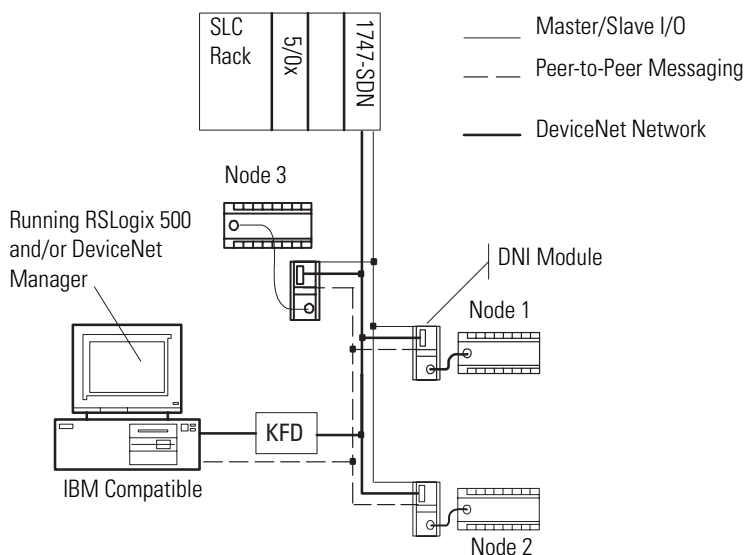 SLC
Rack
5/0x
1747-SDN
Master/Slave I/O
Peer-to-Peer Messaging
DeviceNet Network
Node 3
Running RSLogix 500
and/or DeviceNet
Manager
DNI Module
Node 1
KFD
IBM Compatible
Node 2